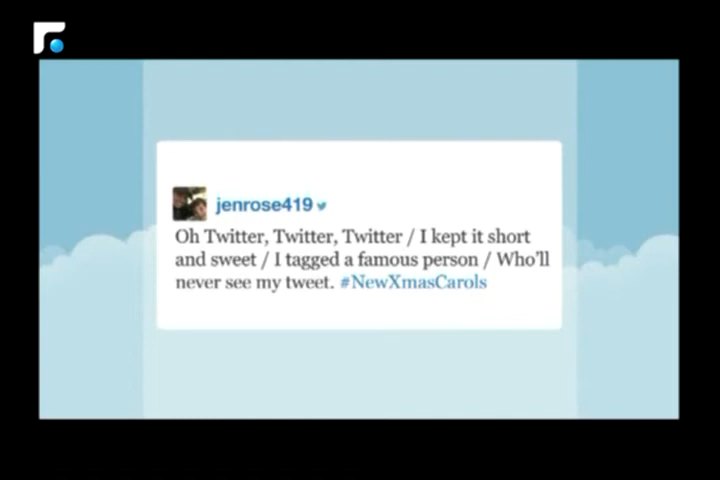 jenrose419
Oh Twitter, Twitter, Twitter / I kept it short
and sweet / I tagged a famous person / Who'll
never see my tweet. #NewXmasCarols